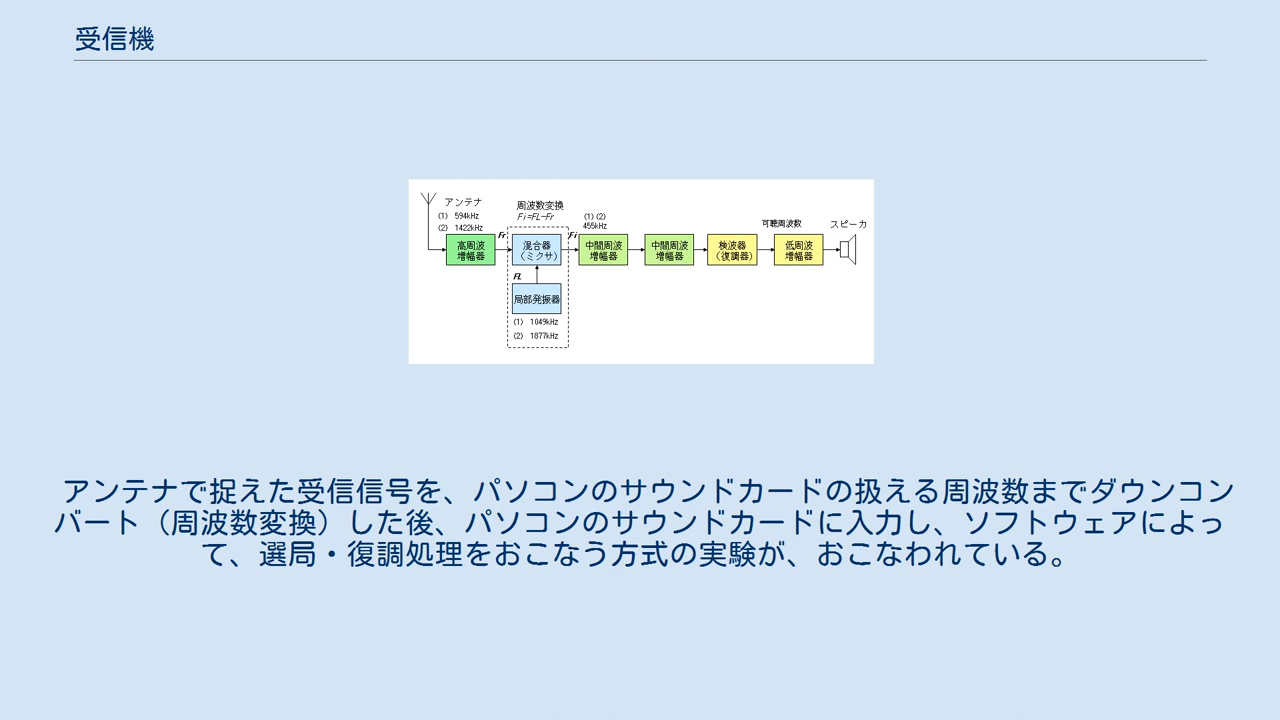 受信機
アンテナ
(1) 594kHz
(2) 1422kHz
周波数変換
Fi=FL-Fr
(1)(2)
455kHz
可聴周波数
スピーカ
Fr
Fi
高周波
増幅器
混合器
(ミクサ)
中間周波
増幅器
中間周波
増幅器
検波器
(復調器)
低周波
増幅器
FL
局部発振器
(1) 1049kHz
(2) 1877kHz
アンテナで捉えた受信信号を、パソコンのサウンドカードの扱える周波数までダウンコン
バート（周波数変換）した後、パソコンのサウンドカードに入力し、ソフトウェアによっ
て、選局・復調処理をおこなう方式の実験が、おこなわれている。